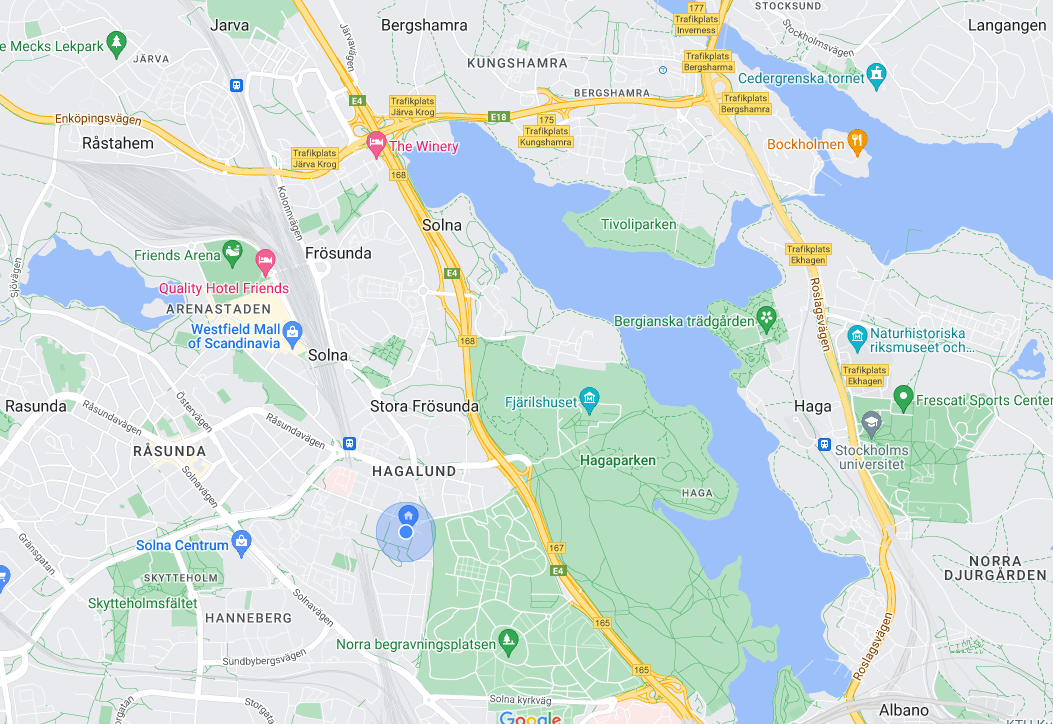 STOCKSUND
177
Trafikplats
Inverness
Jarva
Bergshamra
Langangen
Järvavägen
Stockholmsvägen
e Mecks Lekpark
JÄRVA
KUNGSHAMRA
Trafikplats
Bergshamra
Cedergrenska tornet
BERGSHAMRA
E4
Trafikplats
Järva Krog
Trafikplats
Bergshamra
Enköpingsvägen
E18
175
Trafikplats
Kungshamra
Råstahem
The Winery
Bockholmen
Trafikplats
Järva Krog
168
Kolonnvägen
Solna
Tivoliparken
Friends Arena
Frösunda
Trafikplats
Ekhagen
Sjövägen
E4
Quality Hotel Friends
Roslagsvägen
ARENASTADEN
Bergianska trädgården
Westfield Mall
of Scandinavia
Naturhistoriska
riksmuseet och...
168
Solna
Trafikplats
Ekhagen
Rasunda
Råsundavägen
Östervägen
Råsundavägen
Stora Frösunda
Fjärilshuset
Haga
Frescati Sports Center
RÅSUNDA
Solnavägen
HAGALUND
Hagaparken
Stockholms
universitet
HAGA
Gränsgatan
Solna Centrum
167
E4
NORRA
DJURGÅRDEN
SKYTTEHOLM
Skytteholmsfältet
Solnavägen
HANNEBERG
165
Norra begravningsplatsen
Roslagsvägen
Sundbybergsvägen
165
Storgatan
Storgat
Solna kyrkväg
Albano
Google
KTH K